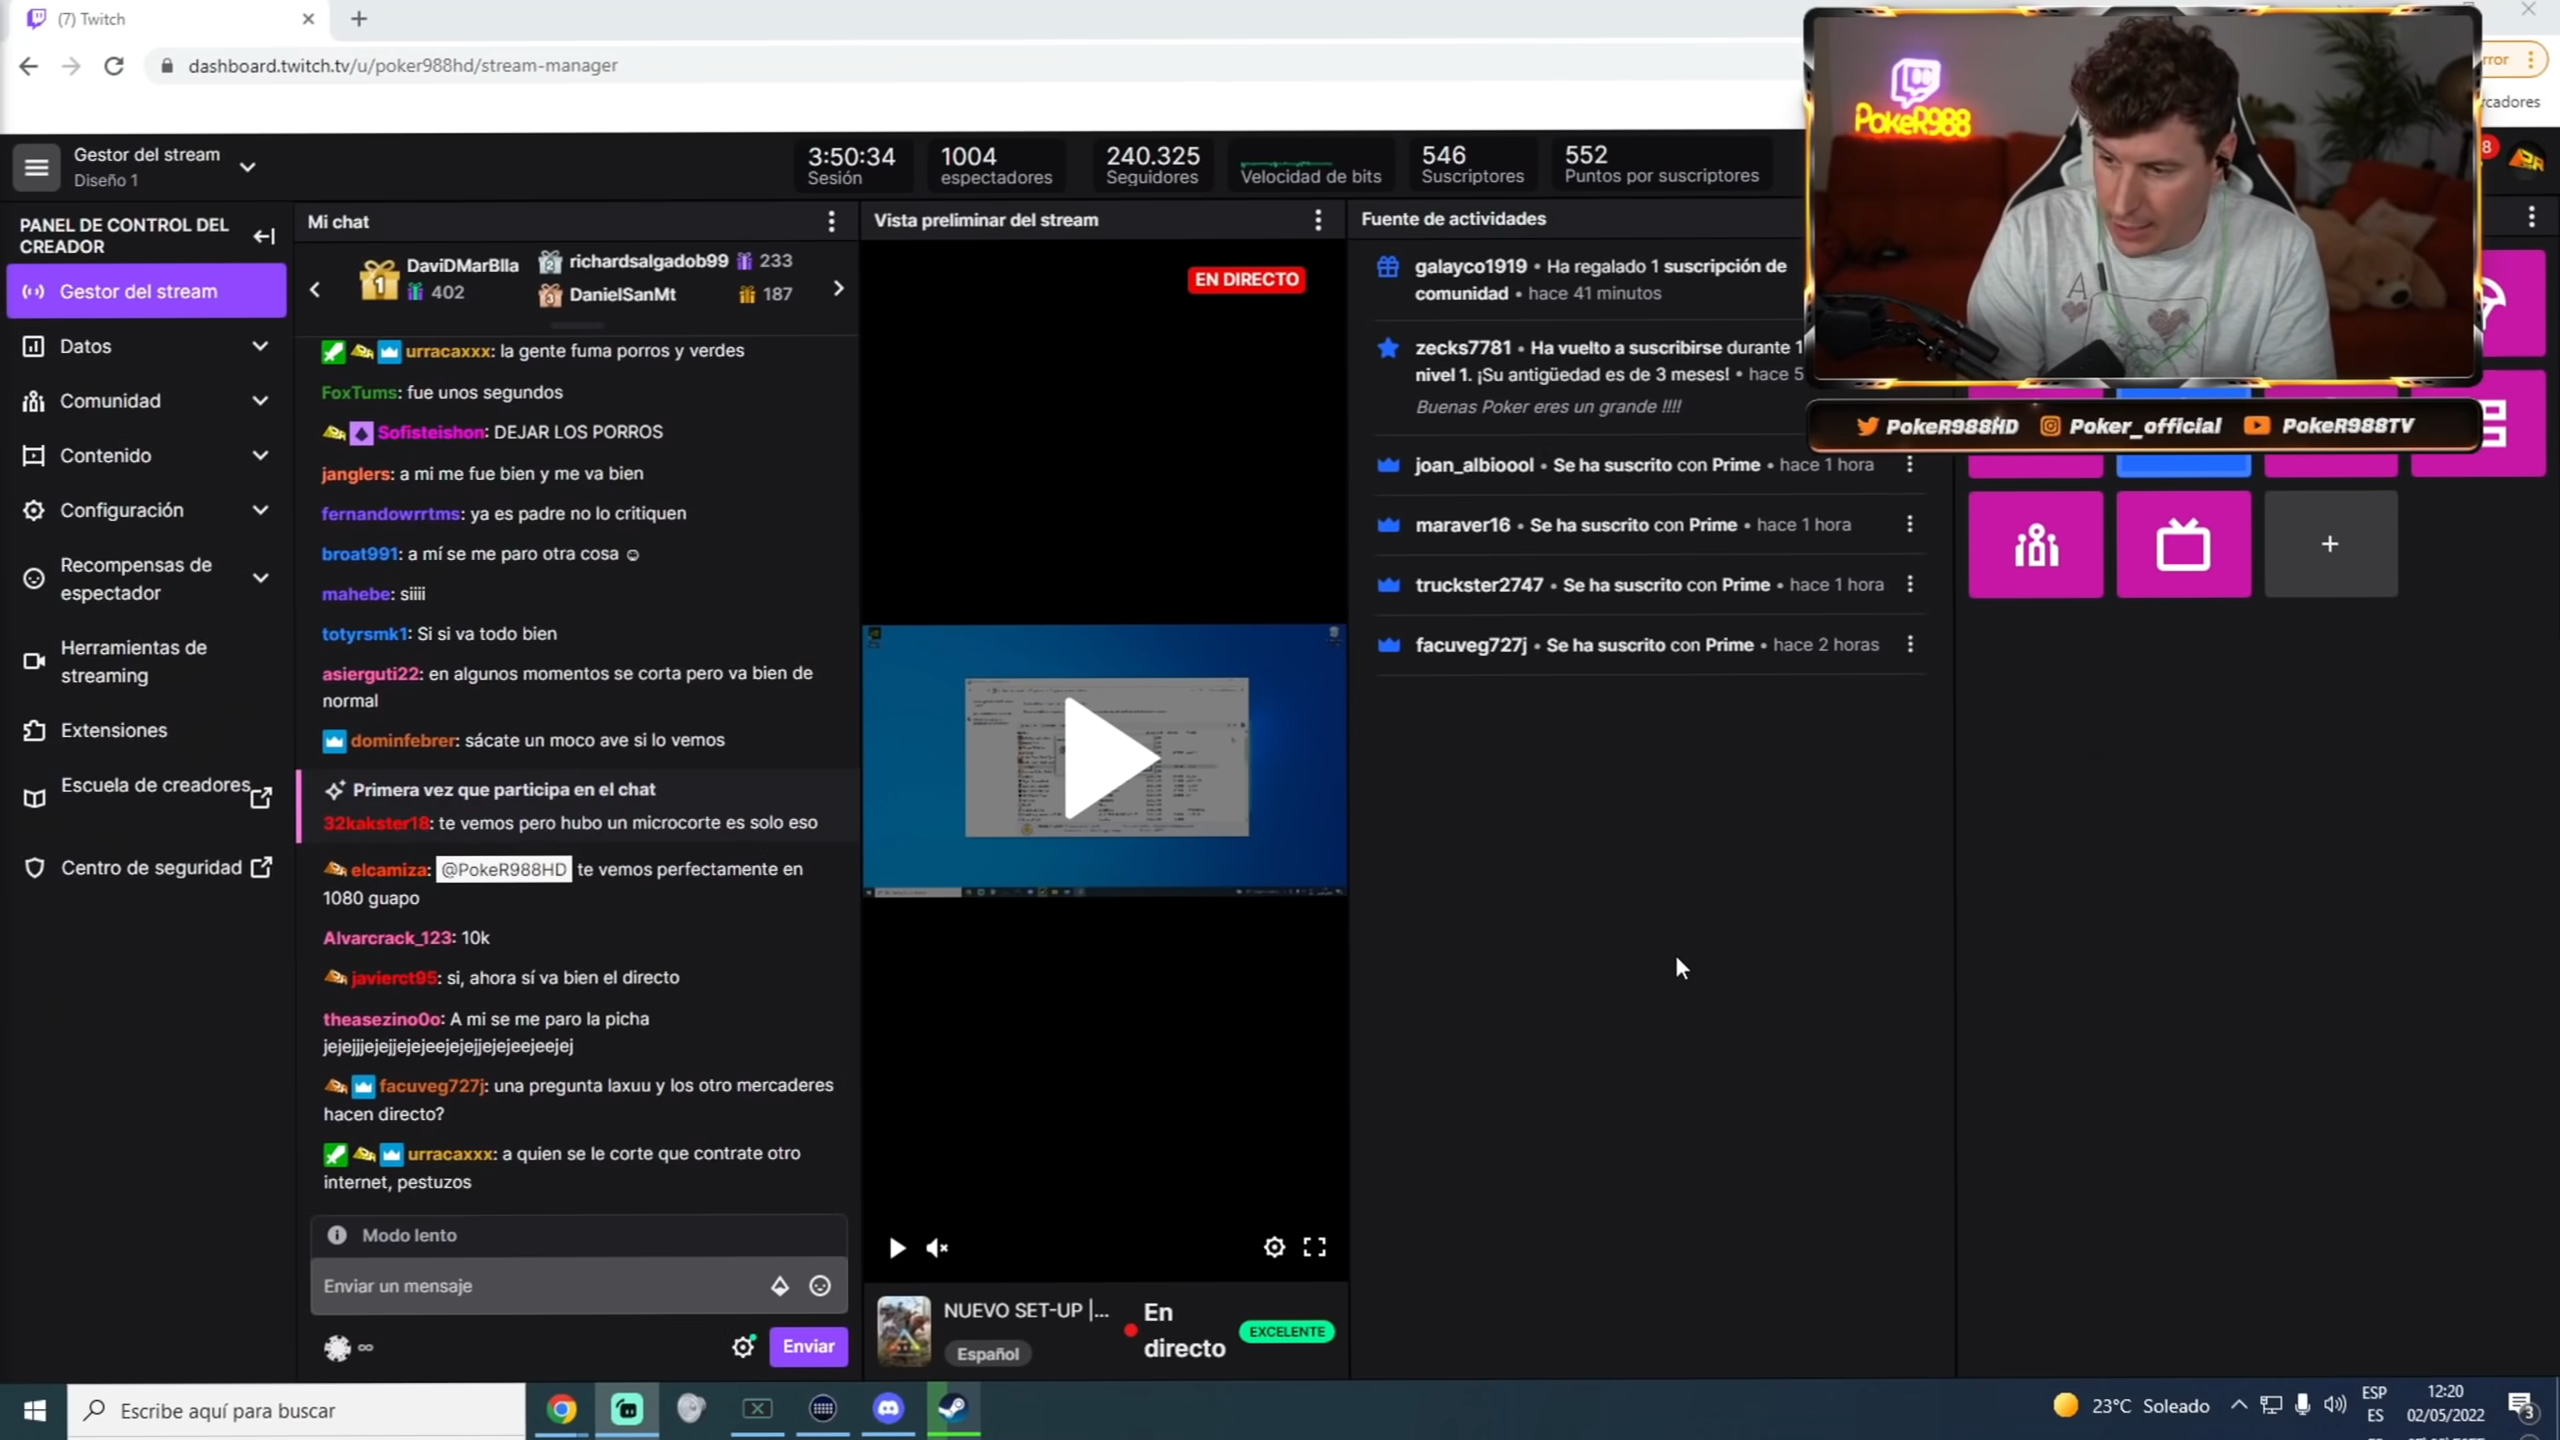 (7) Twitch
dashboard.twitch.tv/u/poker988hd/stream-manager
Gestor del stream
Diseño 1
3:50:34
Sesión
1004
espectadores
240.325
Seguidores
Velocidad de bits
546
Suscriptores
552
Puntos por suscriptores
8
PANEL DE CONTROL DEL
CREADOR
Gestor del stream
Datos
Comunidad
Contenido
Configuración
Recompensas de
espectador
Herramientas de
streaming
Extensiones
Escuela de creadores
Centro de seguridad
Mi chat
1 DaviDMarBlla
402
2 richardsalgadob99 233
3 DanielSanMt 187
urracaxxx: la gente fuma porros y verdes
FoxTums: fue unos segundos
Sofisteishon: DEJAR LOS PORROS
janglers: a mi me fue bien y me va bien
fernandowrrtms: ya es padre no lo critiquen
broat991: a mí se me paro otra cosa ☺
mahebe: siiii
totyrsmk1: Si si va todo bien
asierguti22: en algunos momentos se corta pero va bien de
normal
dominfebrer: sácate un moco ave si lo vemos
Primera vez que participa en el chat
32kakster18: te vemos pero hubo un microcorte es solo eso
elcamiza: @PokeR988HD te vemos perfectamente en
1080 guapo
Alvarcrack_123: 10k
javierct95: si, ahora sí va bien el directo
theasezino0o: A mi se me paro la picha
jejejjjejejjejejeejejejjejejeejeejej
facuveg727j: una pregunta laxuu y los otro mercaderes
hacen directo?
urracaxxx: a quien se le corte que contrate otro
internet, pestuzos
Modo lento
Enviar un mensaje
∞
Enviar
Vista preliminar del stream
EN DIRECTO
NUEVO SET-UP |...
Español
En
directo
EXCELENTE
Fuente de actividades
galayco1919 • Ha regalado 1 suscripción de
comunidad • hace 41 minutos
zecks7781 • Ha vuelto a suscribirse durante 1
nivel 1. ¡Su antigüedad es de 3 meses! • hace 5
Buenas Poker eres un grande !!!!
joan_albioool • Se ha suscrito con Prime • hace 1 hora
maraver16 • Se ha suscrito con Prime • hace 1 hora
truckster2747 • Se ha suscrito con Prime • hace 1 hora
facuveg727j • Se ha suscrito con Prime • hace 2 horas
PokeR988
A
PokeR988HD Poker_official PokeR988TV
Escribe aquí para buscar
23°C Soleado
ESP
ES
12:20
02/05/2022
3